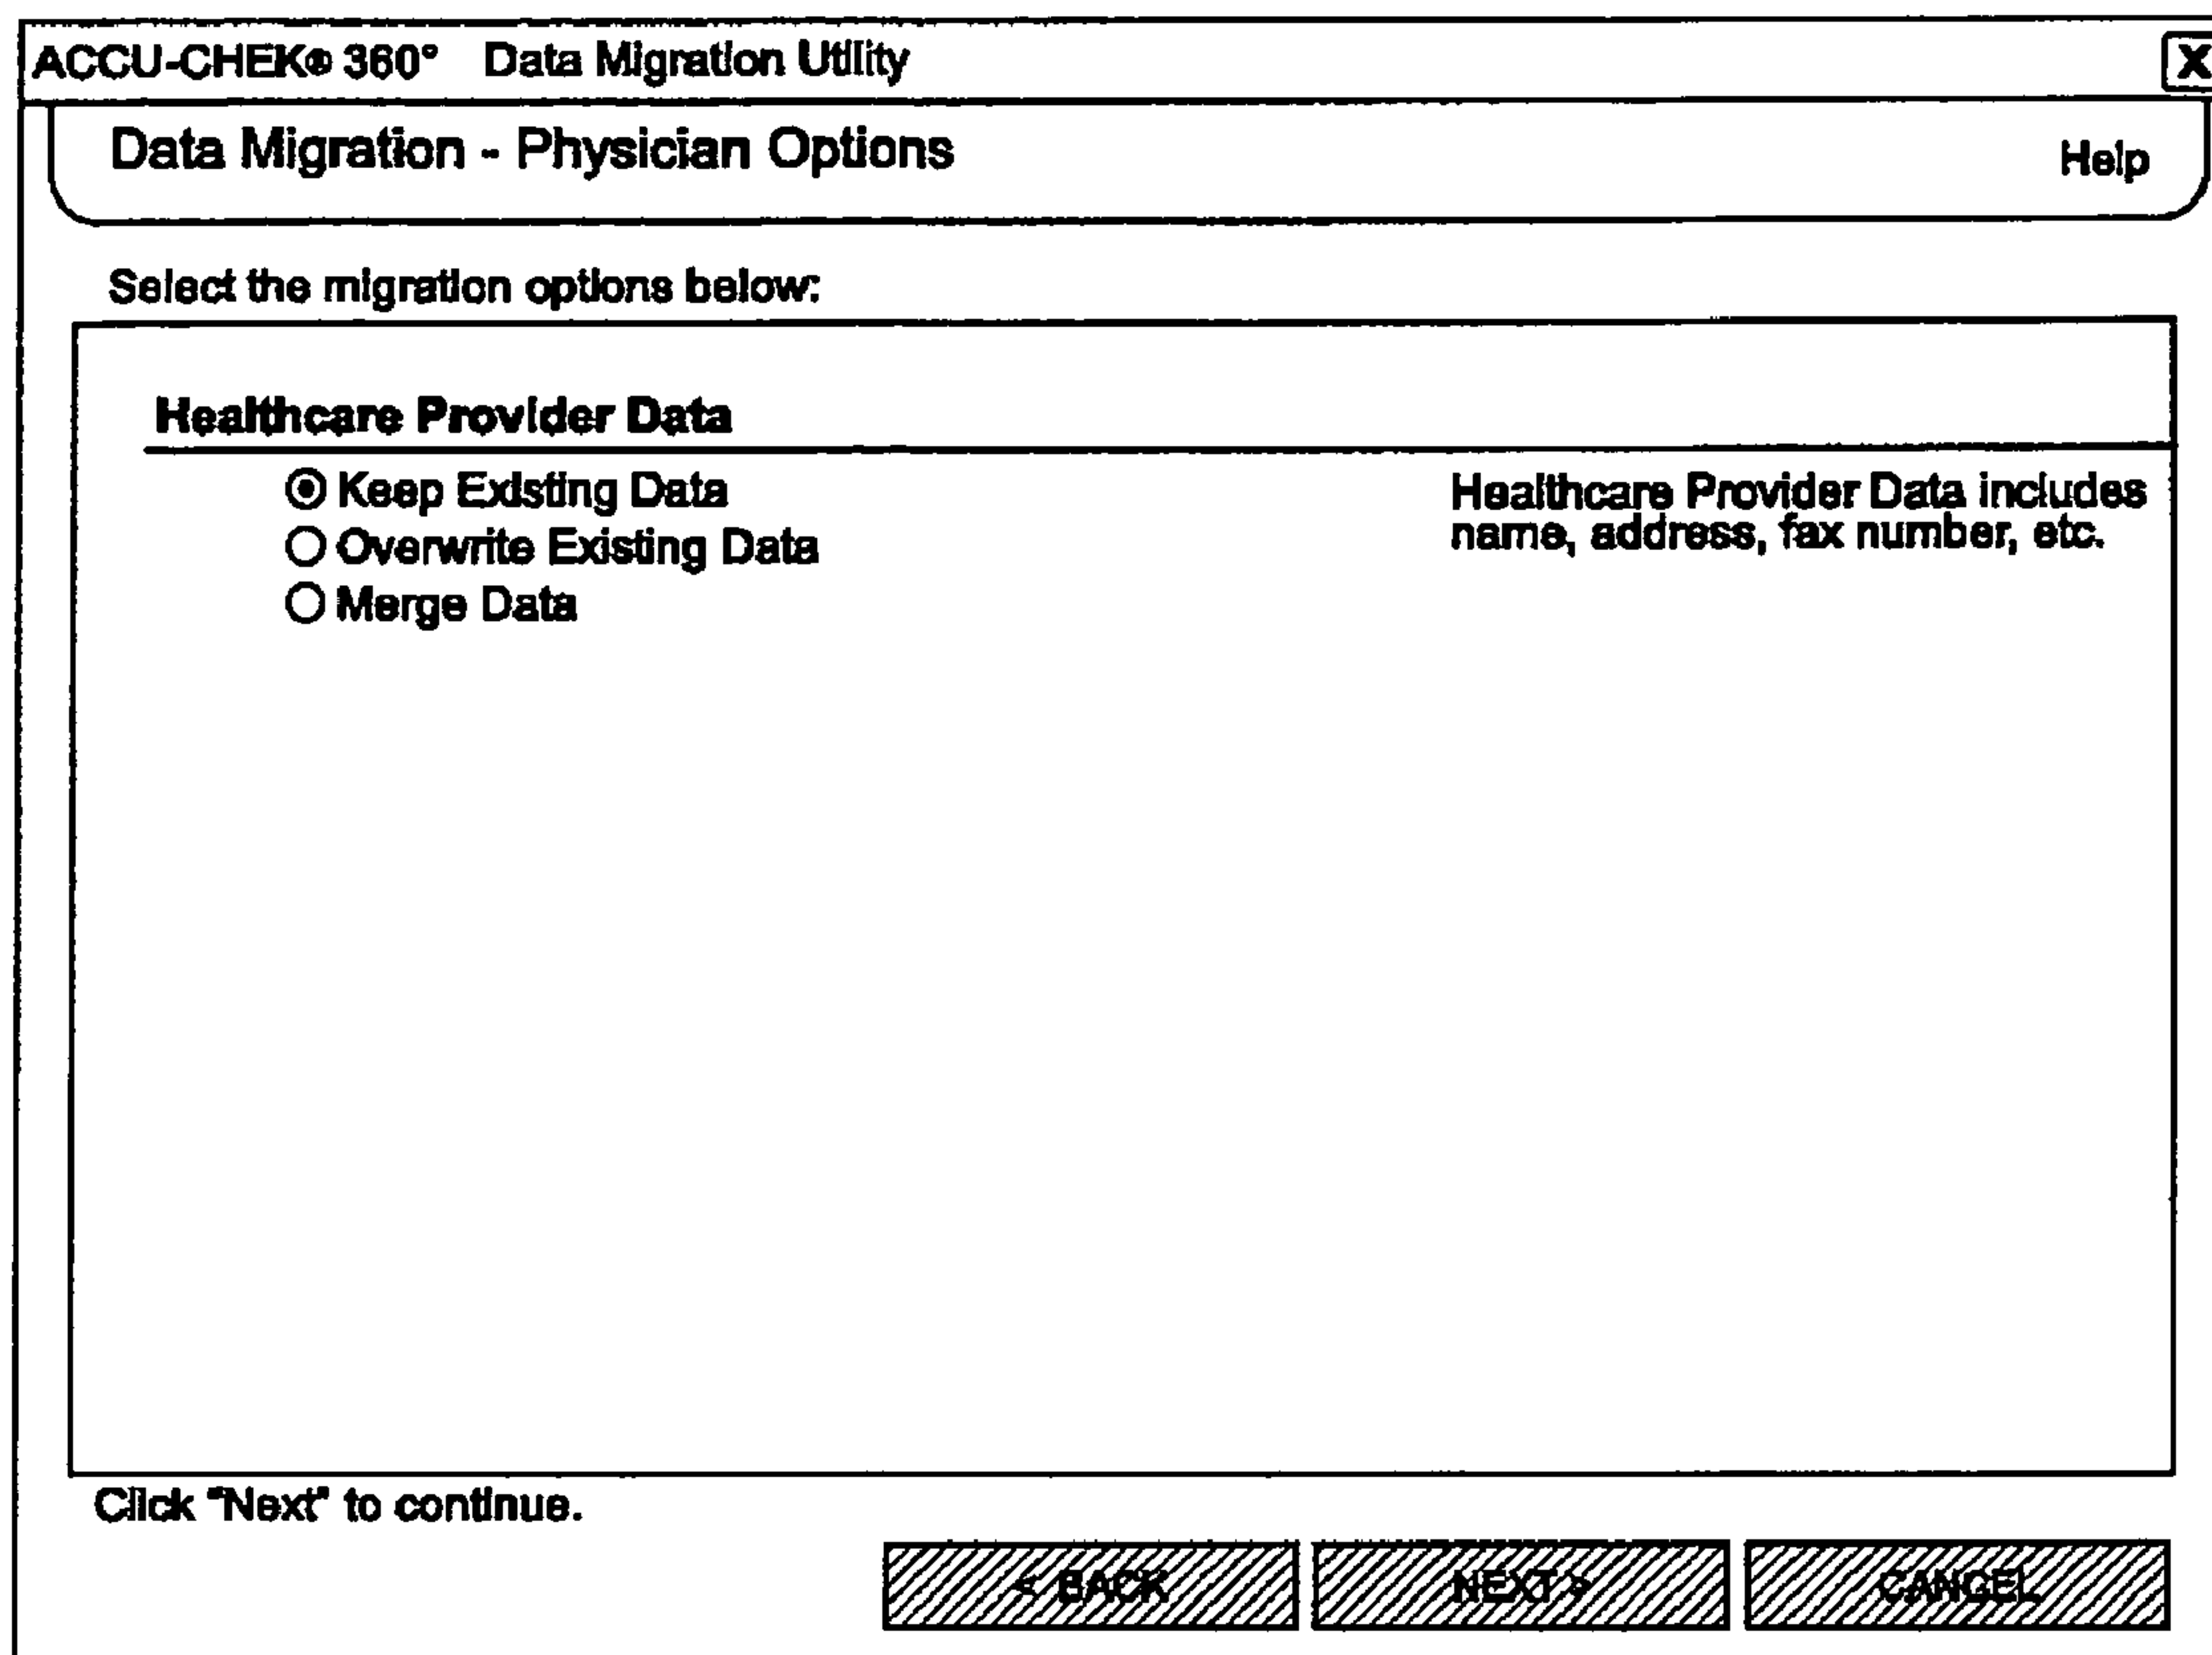 ACCU-CHEK® 360° Data Migration Utility
X
Data Migration - Physician Options
Help
Select the migration options below:
Healthcare Provider Data
Keep Existing Data
Overwrite Existing Data
Merge Data
Healthcare Provider Data includes
name, address, fax number, etc.
Click "Next" to continue.
< BACK
NEXT >
CANCEL